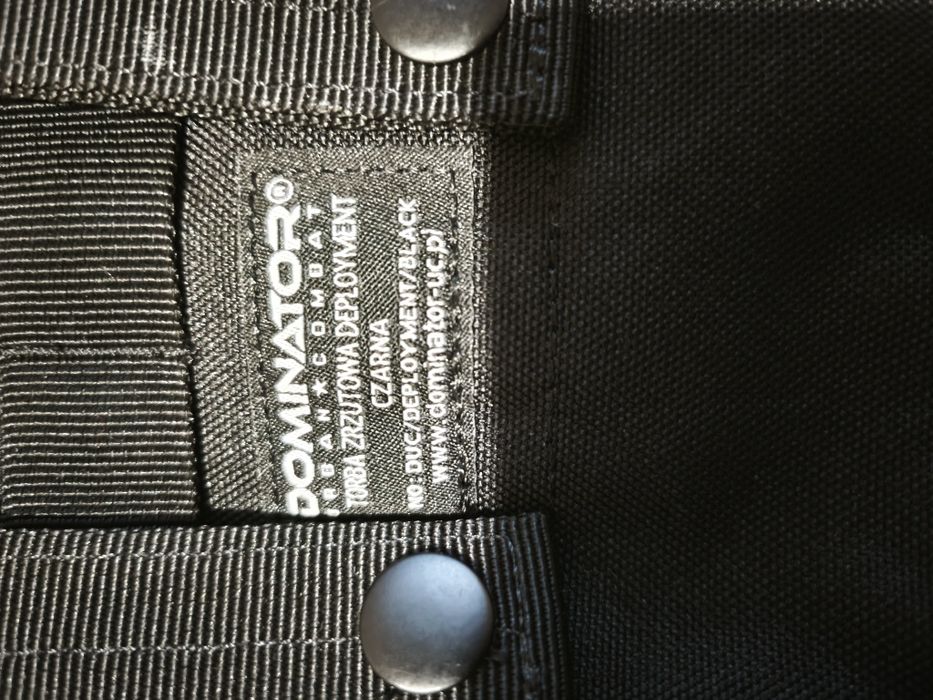 DOMINATOR®
URBAN★COMBAT
TORBA ZRZUTOWA DEPLOYMENT
CZARNA
NO: DUC/DEPLOYMENT/BLACK
www.dominator-uc.pl